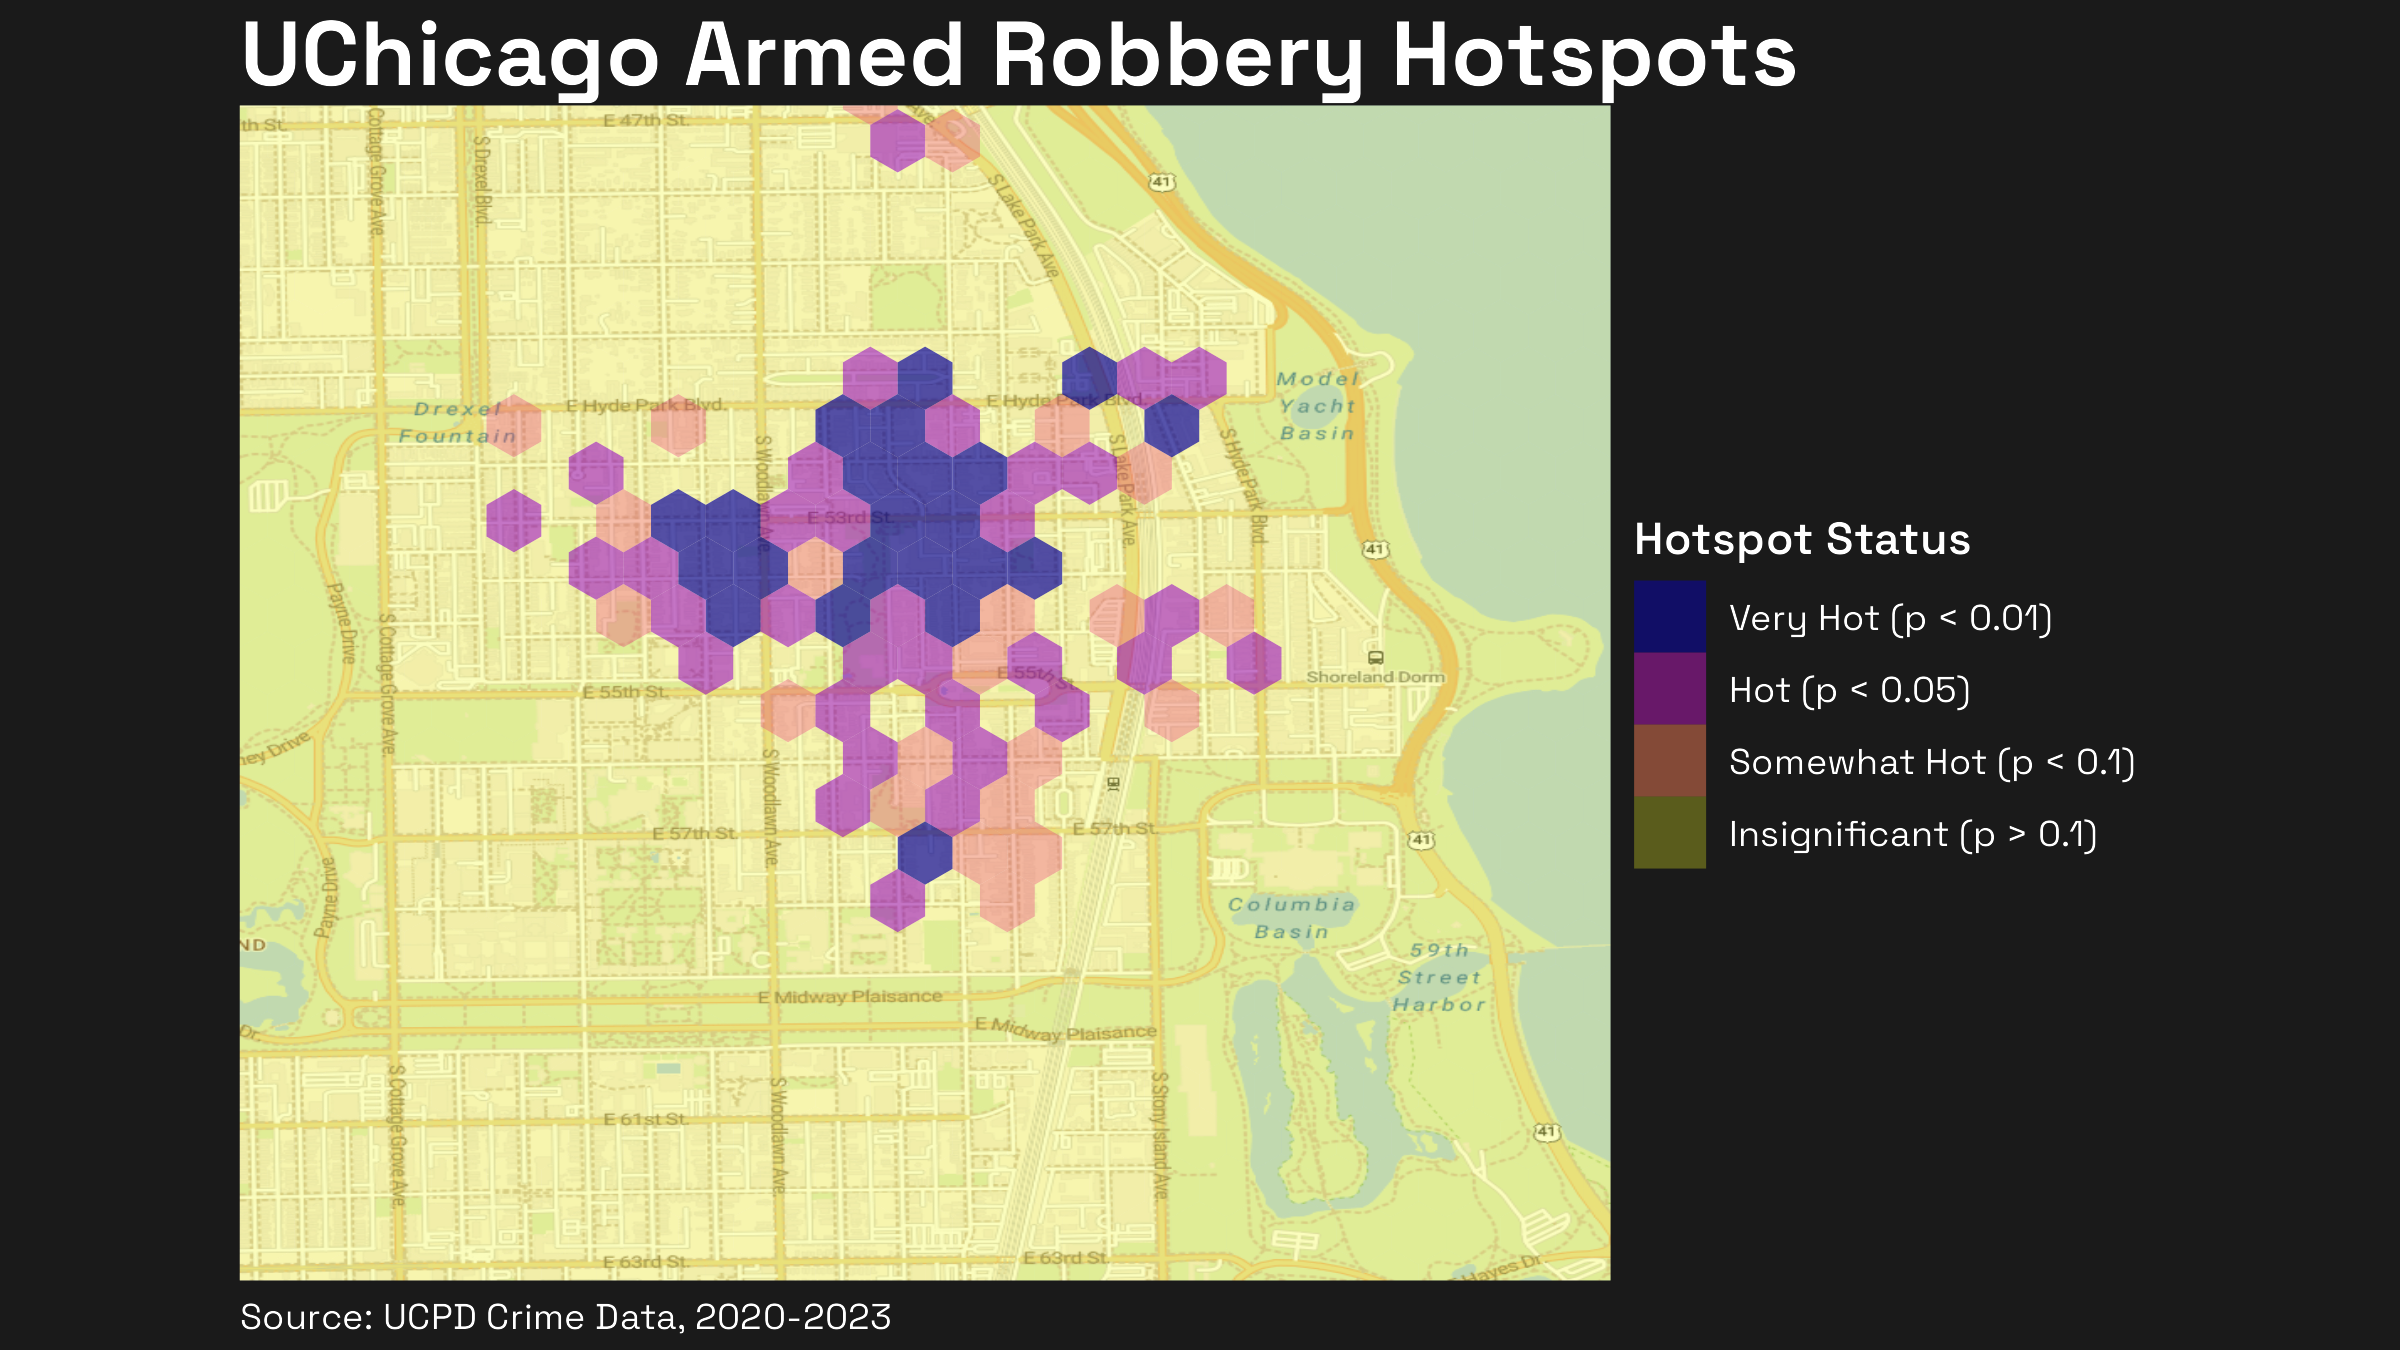 UChicago Armed Robbery Hotspots
th St.
E 47th St.
Ave.
Cottage Grove Ave.
S Drexel Blvd.
S Lake Park Ave.
41
Model
Yacht
Basin
Drexel
Fountain
E Hyde Park Blvd.
E Hyde Park Blvd.
S Woodlawn Ave.
S Lake Park Ave.
S Hyde Park Blvd.
E 53rd St.
41
Payne Drive
S Cottage Grove Ave.
E 55th St.
E 55th St.
Shoreland Dorm
ney Drive
S Woodlawn Ave.
E 57th St.
E 57th St.
41
Payne Drive
Columbia
Basin
ND
59th
Street
Harbor
E Midway Plaisance
E Midway Plaisance
Dr.
S Cottage Grove Ave.
S Woodlawn Ave.
S Stony Island Ave.
E 61st St.
41
E 63rd St.
E 63rd St.
Hayes Dr.
Hotspot Status
Very Hot (p < 0.01)
Hot (p < 0.05)
Somewhat Hot (p < 0.1)
Insignificant (p > 0.1)
Source: UCPD Crime Data, 2020-2023